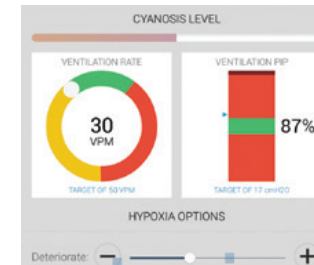 CYANOSIS LEVEL
VENTILATION RATE
VENTILATION PIP
30
VPM
87%
TARGET OF 50 VPM
TARGET OF 17 cmH2O
HYPOXIA OPTIONS
Deteriorate: